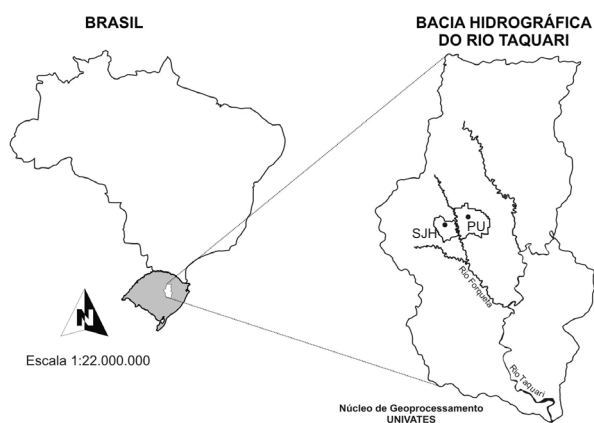 BRASIL
BACIA HIDROGRÁFICA
DO RIO TAQUARI
SJH
PU
Rio Forqueta
N
Escala 1:22.000.000
Rio Taquari
Núcleo de Geoprocessamento
UNIVATES